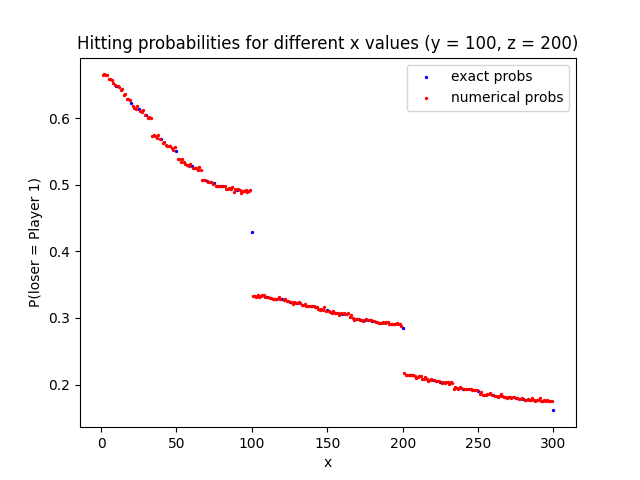 Hitting probabilities for different x values (y = 100, z = 200)
exact probs
numerical probs
P(loser = Player 1)
0.6
0.5
0.4
0.3
0.2
0 50 100 150 200 250 300
x